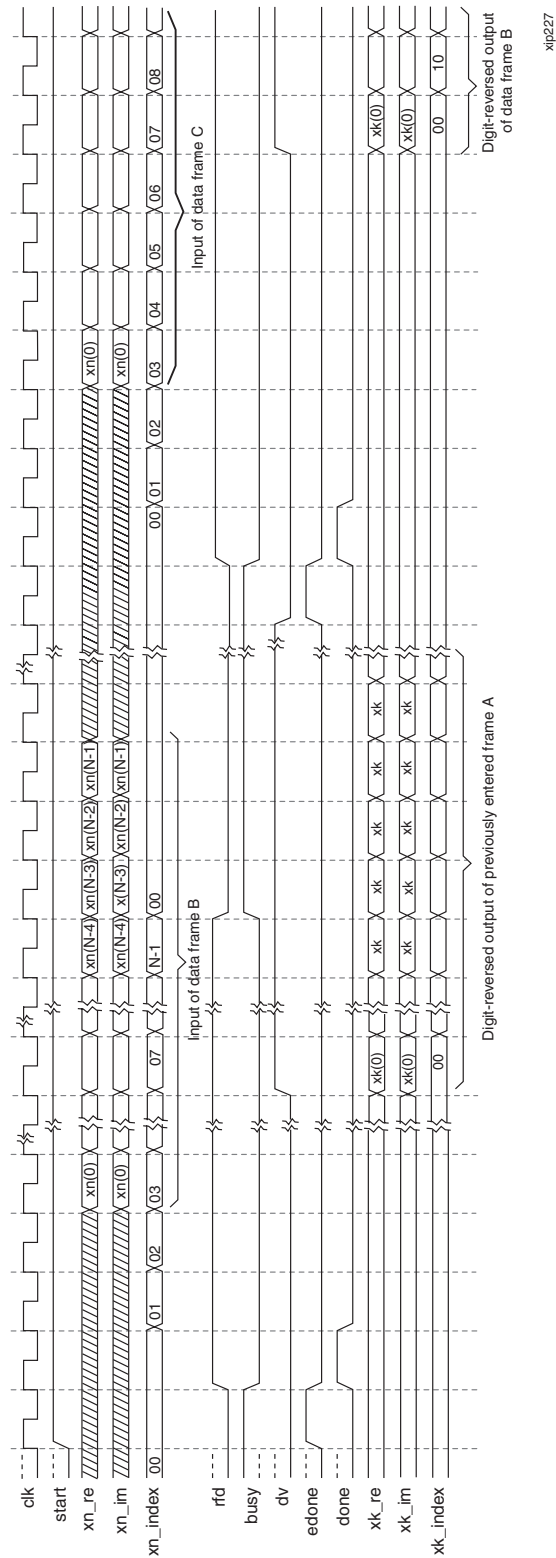 clk
start
xn_re xn(0) xn(N-4) xn(N-3) xn(N-2) xn(N-1) xn(0)
xn_im xn(0) xn(N-4) x(N-3) xn(N-2) xn(N-1) xn(0)
xn_index 00 01 02 03 07 N-1 00 00 01 02 03 04 05 06 07 08
Input of data frame B
Input of data frame C
rfd
busy
dv
edone
done
xk_re xk(0) xk xk xk xk xk xk(0)
xk_im xk(0) xk xk xk xk xk xk(0)
xk_index 00 00 10
Digit-reversed output of previously entered frame A
Digit-reversed output
of data frame B
xip227